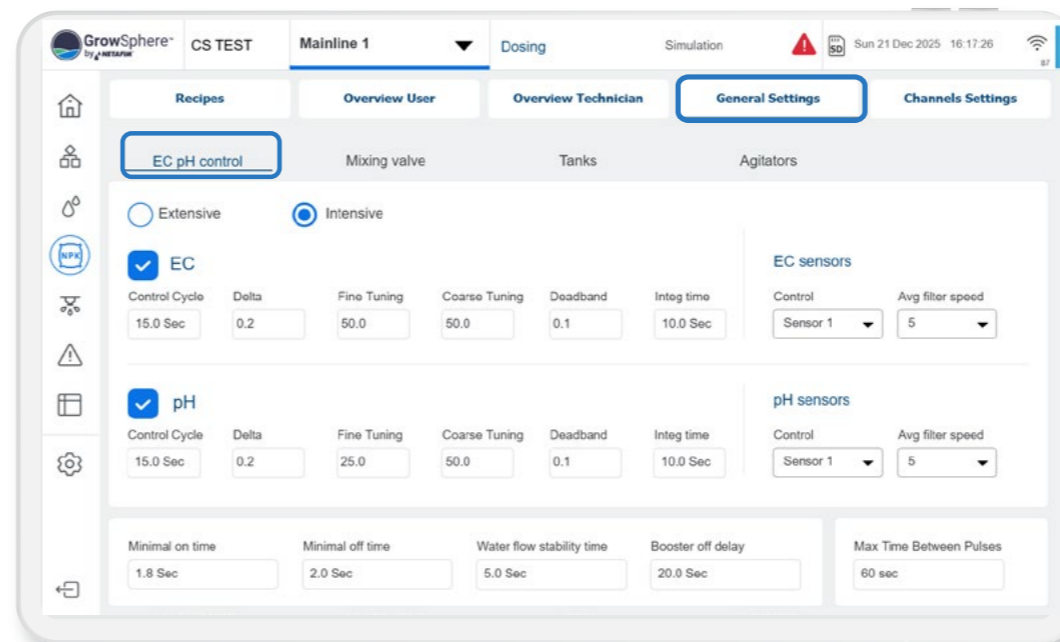 GrowSphere™
by NETAFIM
CS TEST
Mainline 1
Dosing
Simulation
SD
Sun 21 Dec 2025 16:17:26
87
Recipes
Overview User
Overview Technician
General Settings
Channels Settings
EC pH control
Mixing valve
Tanks
Agitators
NPK
Extensive
Intensive
EC
EC sensors
Control Cycle Delta Fine Tuning Coarse Tuning Deadband Integ time Control Avg filter speed
15.0 Sec 0.2 50.0 50.0 0.1 10.0 Sec Sensor 1 5
pH
pH sensors
Control Cycle Delta Fine Tuning Coarse Tuning Deadband Integ time Control Avg filter speed
15.0 Sec 0.2 25.0 50.0 0.1 10.0 Sec Sensor 1 5
Minimal on time Minimal off time Water flow stability time Booster off delay Max Time Between Pulses
1.8 Sec 2.0 Sec 5.0 Sec 20.0 Sec 60 sec